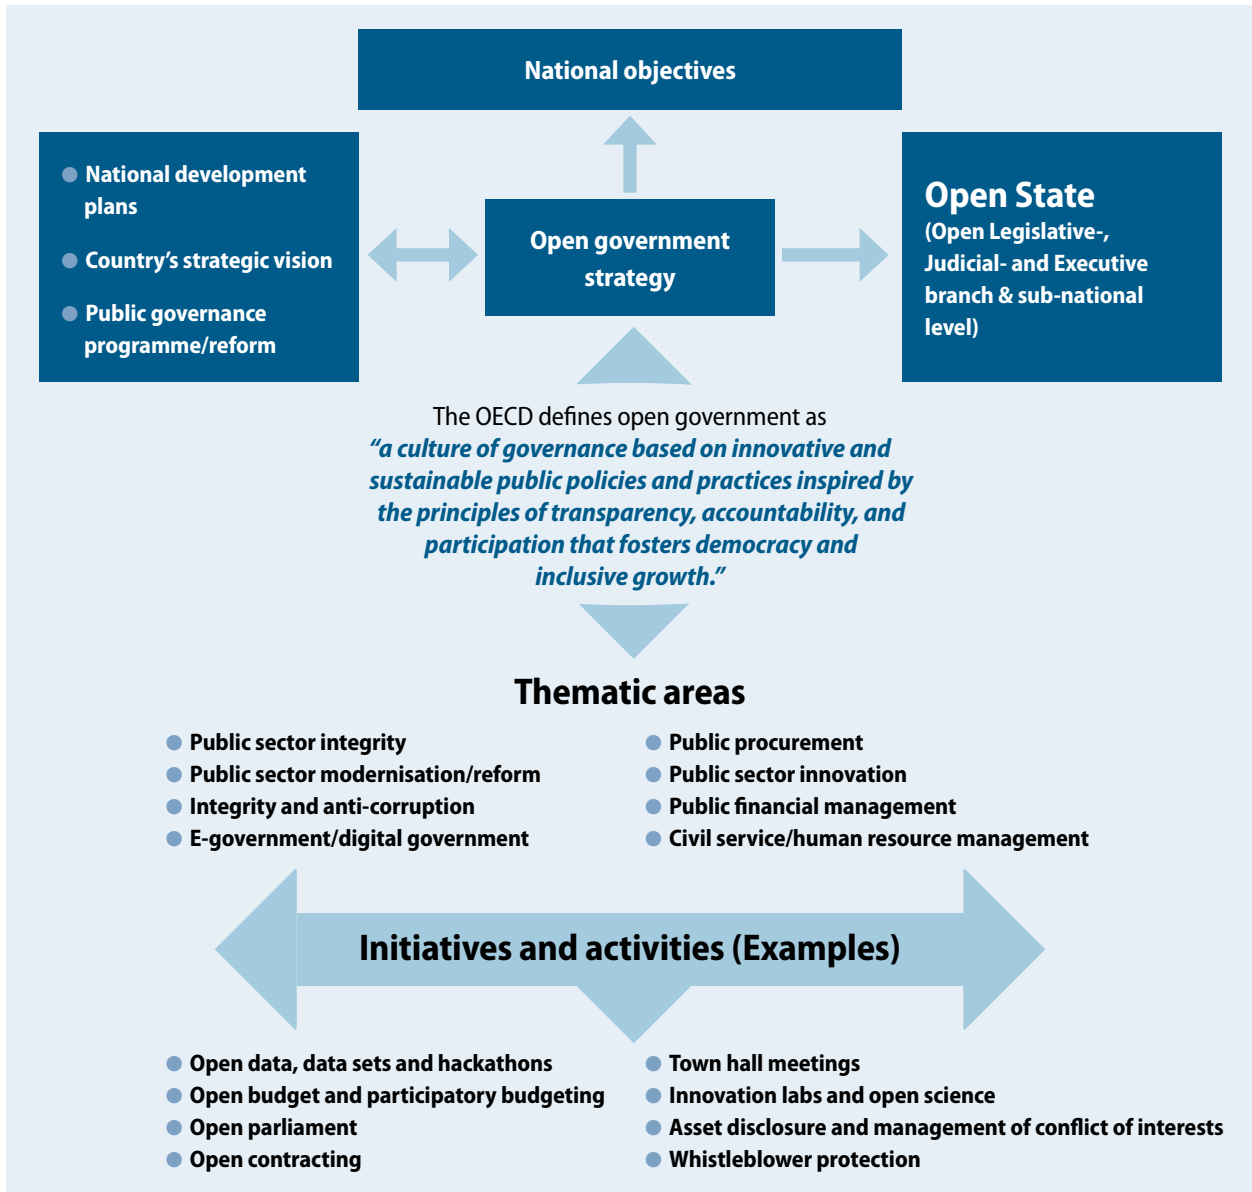 National objectives
National development
plans
Country’s strategic vision
Public governance
programme/reform
Open government
strategy
Open State
(Open Legislative-,
Judicial- and Executive
branch & sub-national
level)
The OECD defines open government as
“a culture of governance based on innovative and
sustainable public policies and practices inspired by
the principles of transparency, accountability, and
participation that fosters democracy and
inclusive growth.”
Thematic areas
Public sector integrity
Public sector modernisation/reform
Integrity and anti-corruption
E-government/digital government
Public procurement
Public sector innovation
Public financial management
Civil service/human resource management
Initiatives and activities (Examples)
Open data, data sets and hackathons
Open budget and participatory budgeting
Open parliament
Open contracting
Town hall meetings
Innovation labs and open science
Asset disclosure and management of conflict of interests
Whistleblower protection